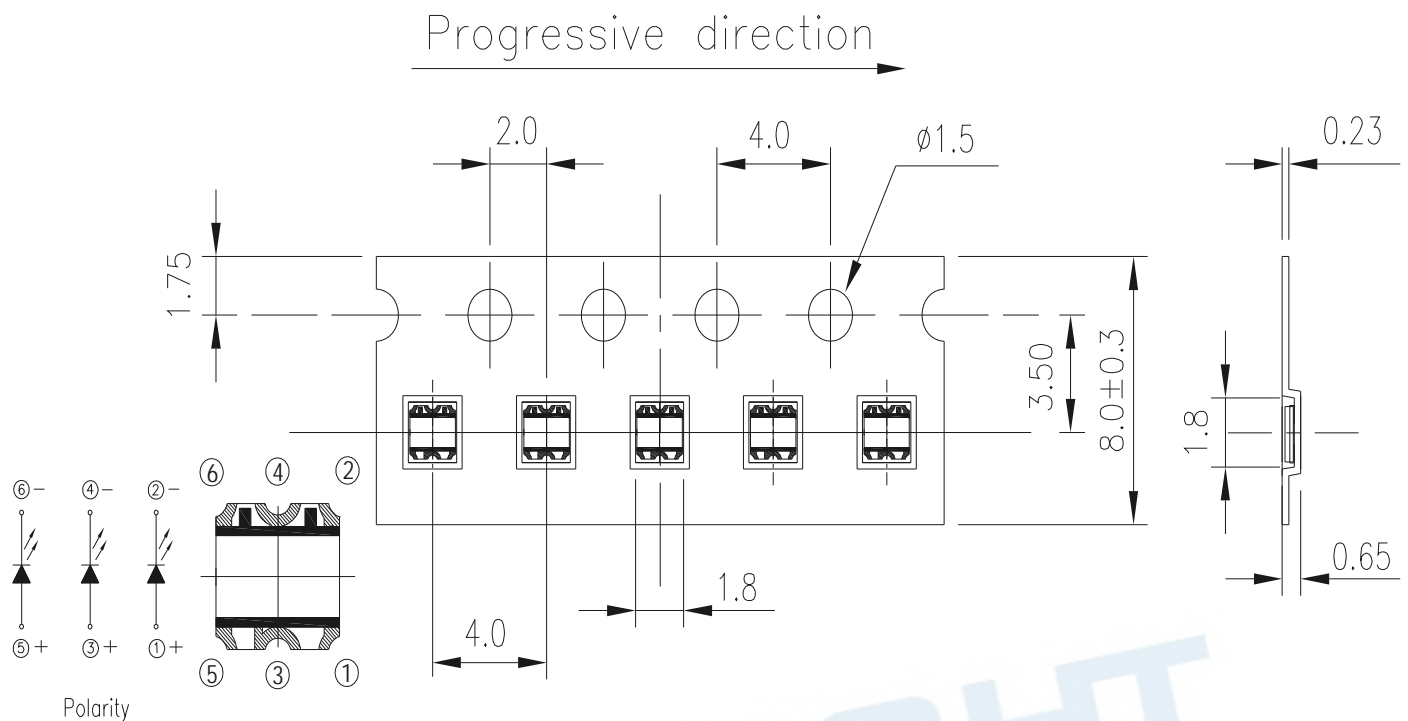 Progressive direction
2.0
4.0
ø1.5
0.23
1.75
3.50
8.0±0.3
1.8
0.65
⑥ ④ ②
⑥- ④- ②-
1.8
4.0
⑤+ ③+ ①+
⑤ ③ ①
Polarity